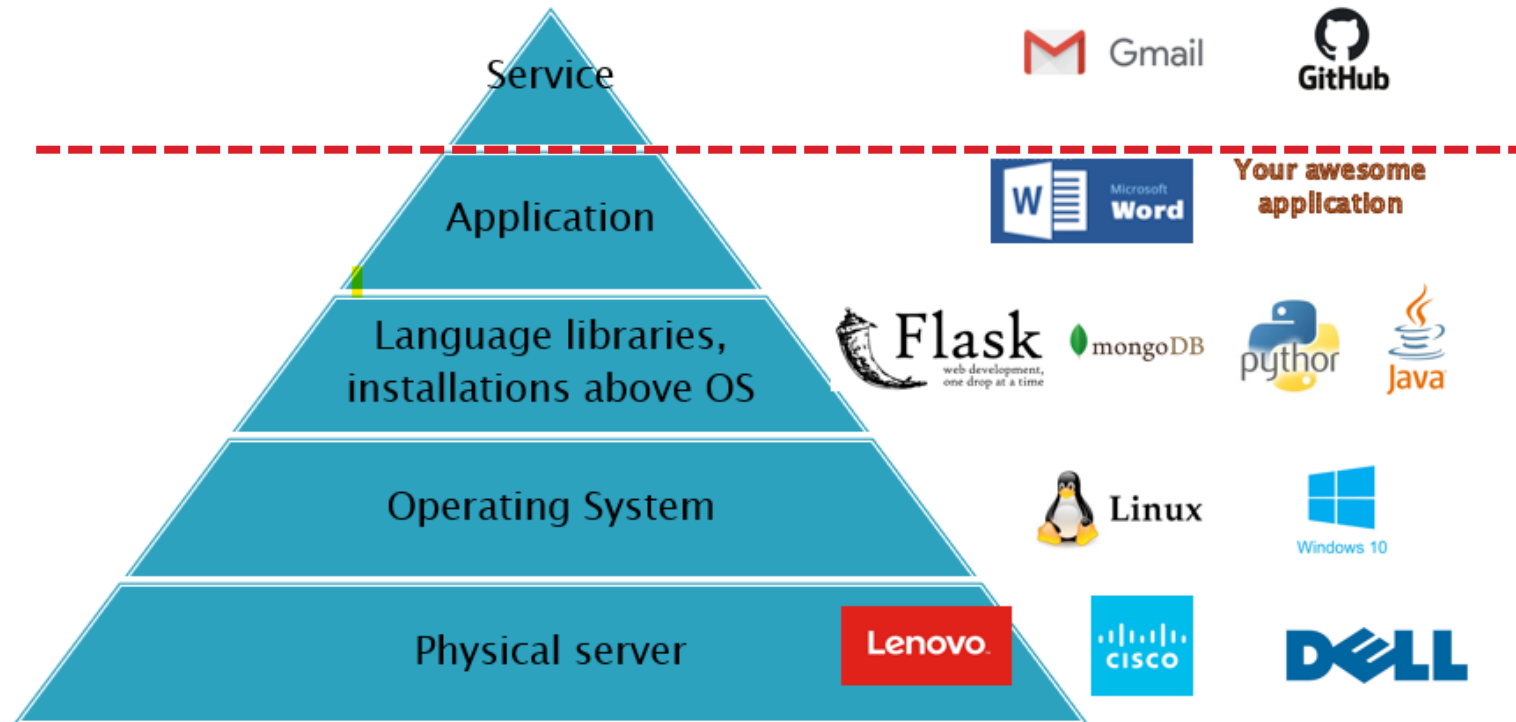 Service
Gmail
GitHub
Application
W
Microsoft
Word
Your awesome
application
Language libraries,
installations above OS
Flask
web development,
one drop at a time
mongoDB
python
Java
Operating System
Linux
Windows 10
Physical server
Lenovo
CISCO
DELL